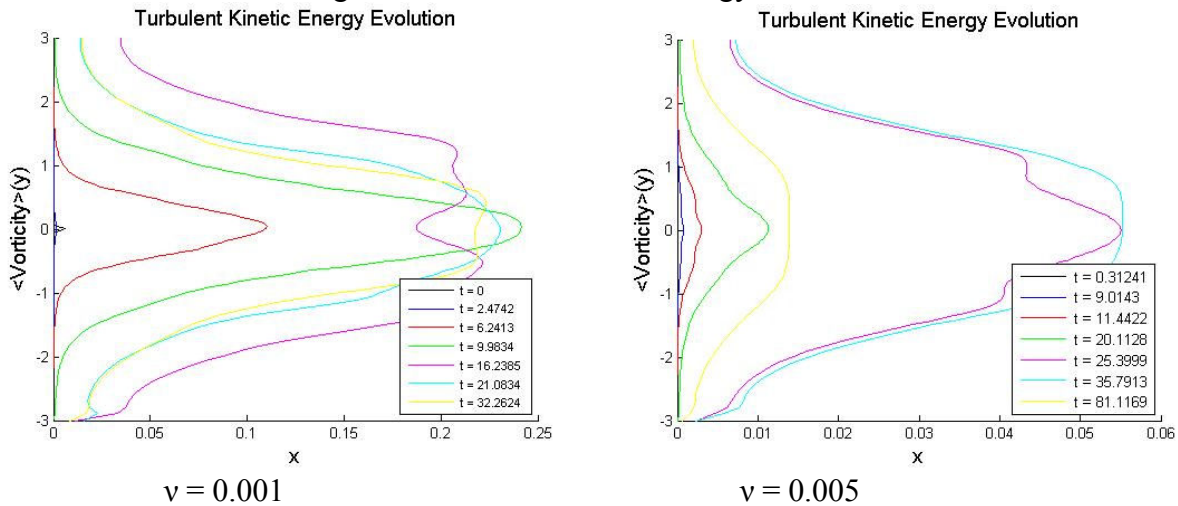 Turbulent Kinetic Energy Evolution
3
2
1
0
-1
-2
-3
<Vorticity>(y)
0
0.05
0.1
0.15
0.2
0.25
x
t = 0
t = 2.4742
t = 6.2413
t = 9.9834
t = 16.2385
t = 21.0834
t = 32.2624
ν = 0.001
Turbulent Kinetic Energy Evolution
3
2
1
0
-1
-2
-3
<Vorticity>(y)
0
0.01
0.02
0.03
0.04
0.05
0.06
x
t = 0.31241
t = 9.0143
t = 11.4422
t = 20.1128
t = 25.3999
t = 35.7913
t = 81.1169
ν = 0.005